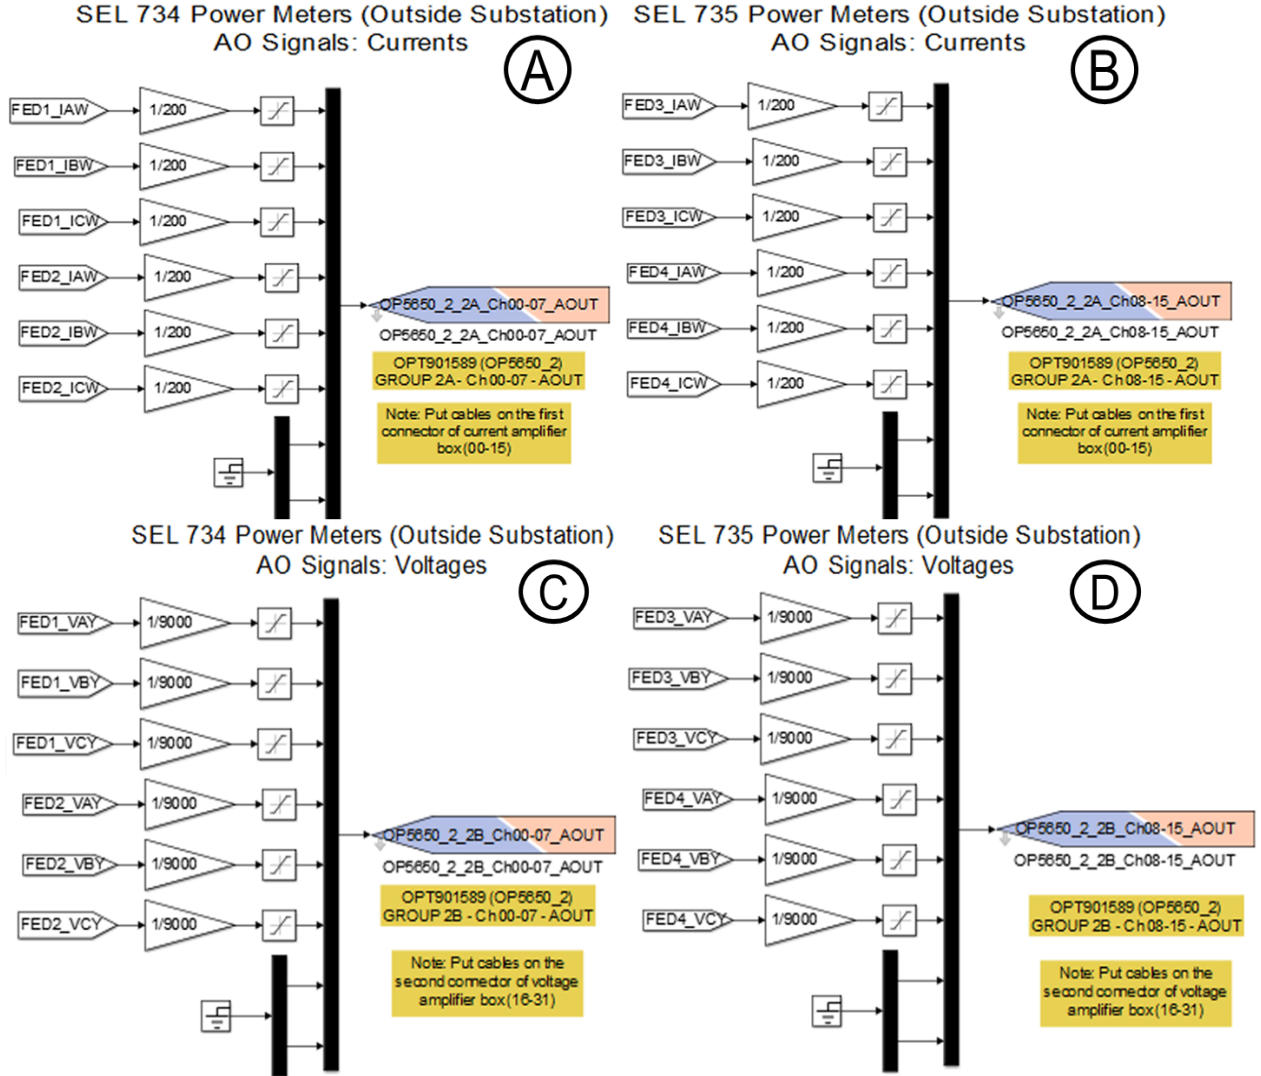 SEL 734 Power Meters (Outside Substation)
AO Signals: Currents
A
FED1_IAW
1/200
FED1_IBW
1/200
FED1_ICW
1/200
FED2_IAW
1/200
FED2_IBW
1/200
FED2_ICW
1/200
OP5650_2_2A_Ch00-07_AOUT
OP5650_2_2A_Ch00-07_AOUT
OPT901589 (OP5650_2)
GROUP 2A- Ch00-07 - AOUT
Note: Put cables on the first
connector of current amplifier
box(00-15)
SEL 735 Power Meters (Outside Substation)
AO Signals: Currents
B
FED3_IAW
1/200
FED3_IBW
1/200
FED3_ICW
1/200
FED4_IAW
1/200
FED4_IBW
1/200
FED4_ICW
1/200
OP5650_2_2A_Ch08-15_AOUT
OP5650_2_2A_Ch08-15_AOUT
OPT901589 (OP5650_2)
GROUP 2A- Ch08-15 - AOUT
Note: Put cables on the first
connector of current amplifier
box(00-15)
SEL 734 Power Meters (Outside Substation)
AO Signals: Voltages
C
FED1_VAY
1/9000
FED1_VBY
1/9000
FED1_VCY
1/9000
FED2_VAY
1/9000
FED2_VBY
1/9000
FED2_VCY
1/9000
OP5650_2_2B_Ch00-07_AOUT
OP5650_2_2B_Ch00-07_AOUT
OPT901589 (OP5650_2)
GROUP 2B - Ch00-07 - AOUT
Note: Put cables on the
second connector of voltage
amplifier box(16-31)
SEL 735 Power Meters (Outside Substation)
AO Signals: Voltages
D
FED3_VAY
1/9000
FED3_VBY
1/9000
FED3_VCY
1/9000
FED4_VAY
1/9000
FED4_VBY
1/9000
FED4_VCY
1/9000
OP5650_2_2B_Ch08-15_AOUT
OP5650_2_2B_Ch08-15_AOUT
OPT901589 (OP5650_2)
GROUP 2B - Ch08-15 - AOUT
Note: Put cables on the
second connector of voltage
amplifier box(16-31)